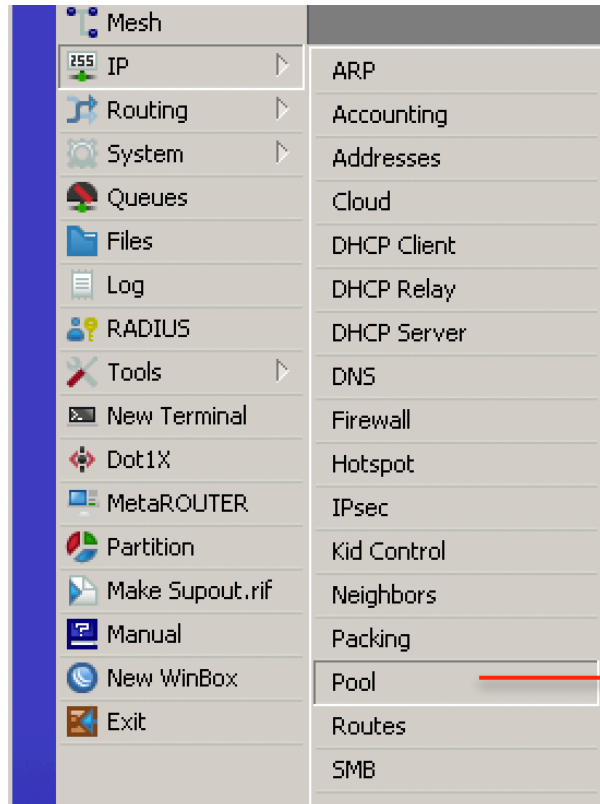 Mesh
255 IP
Routing
System
Queues
Files
Log
RADIUS
Tools
New Terminal
Dot1X
MetaROUTER
Partition
Make Supout.rif
Manual
New WinBox
Exit
ARP
Accounting
Addresses
Cloud
DHCP Client
DHCP Relay
DHCP Server
DNS
Firewall
Hotspot
IPsec
Kid Control
Neighbors
Packing
Pool
Routes
SMB